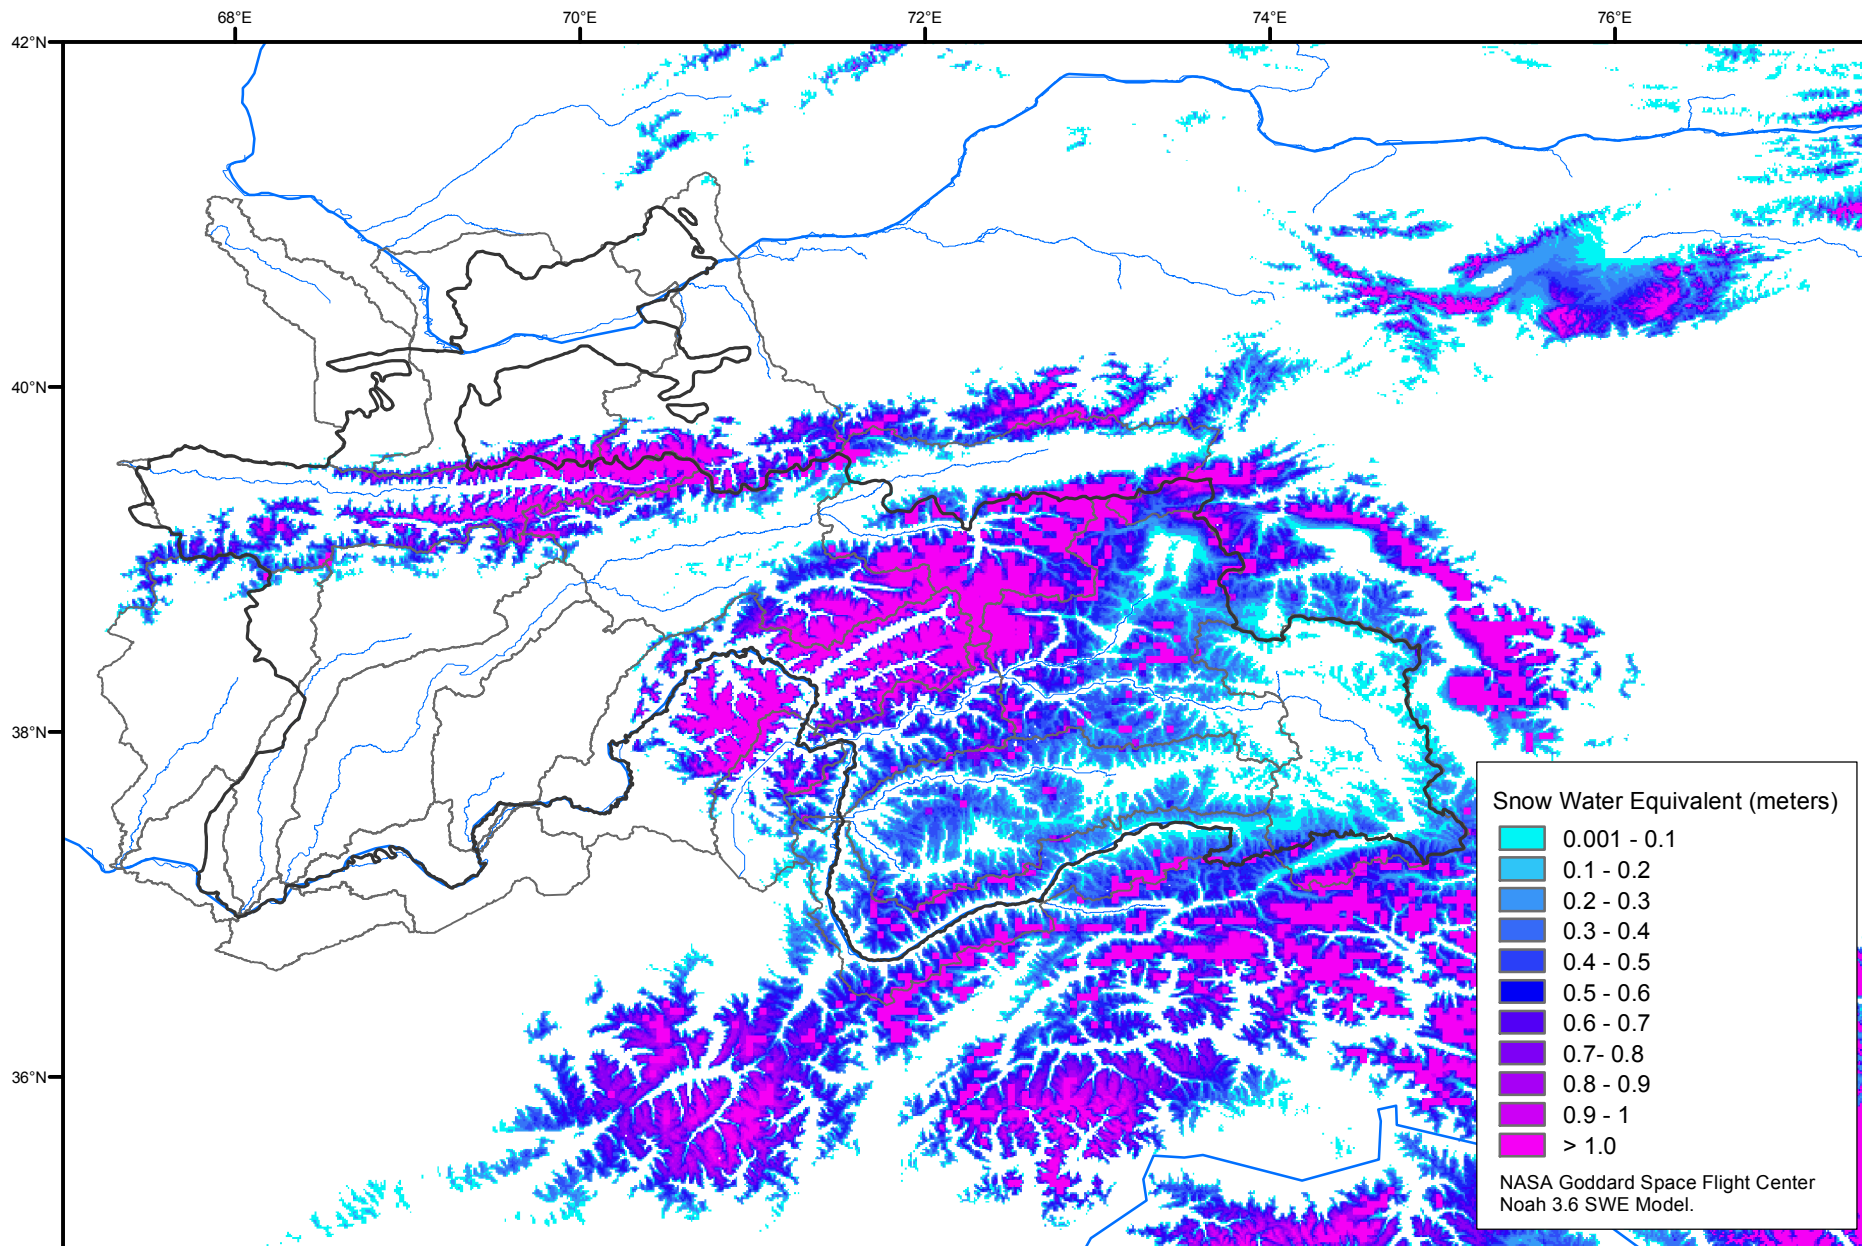 68°E
70°E
72°E
74°E
76°E
42°N
40°N
38°N
36°N
Snow Water Equivalent (meters)
0.001 - 0.1
0.1 - 0.2
0.2 - 0.3
0.3 - 0.4
0.4 - 0.5
0.5 - 0.6
0.6 - 0.7
0.7- 0.8
0.8 - 0.9
0.9 - 1
> 1.0
NASA Goddard Space Flight Center
Noah 3.6 SWE Model.